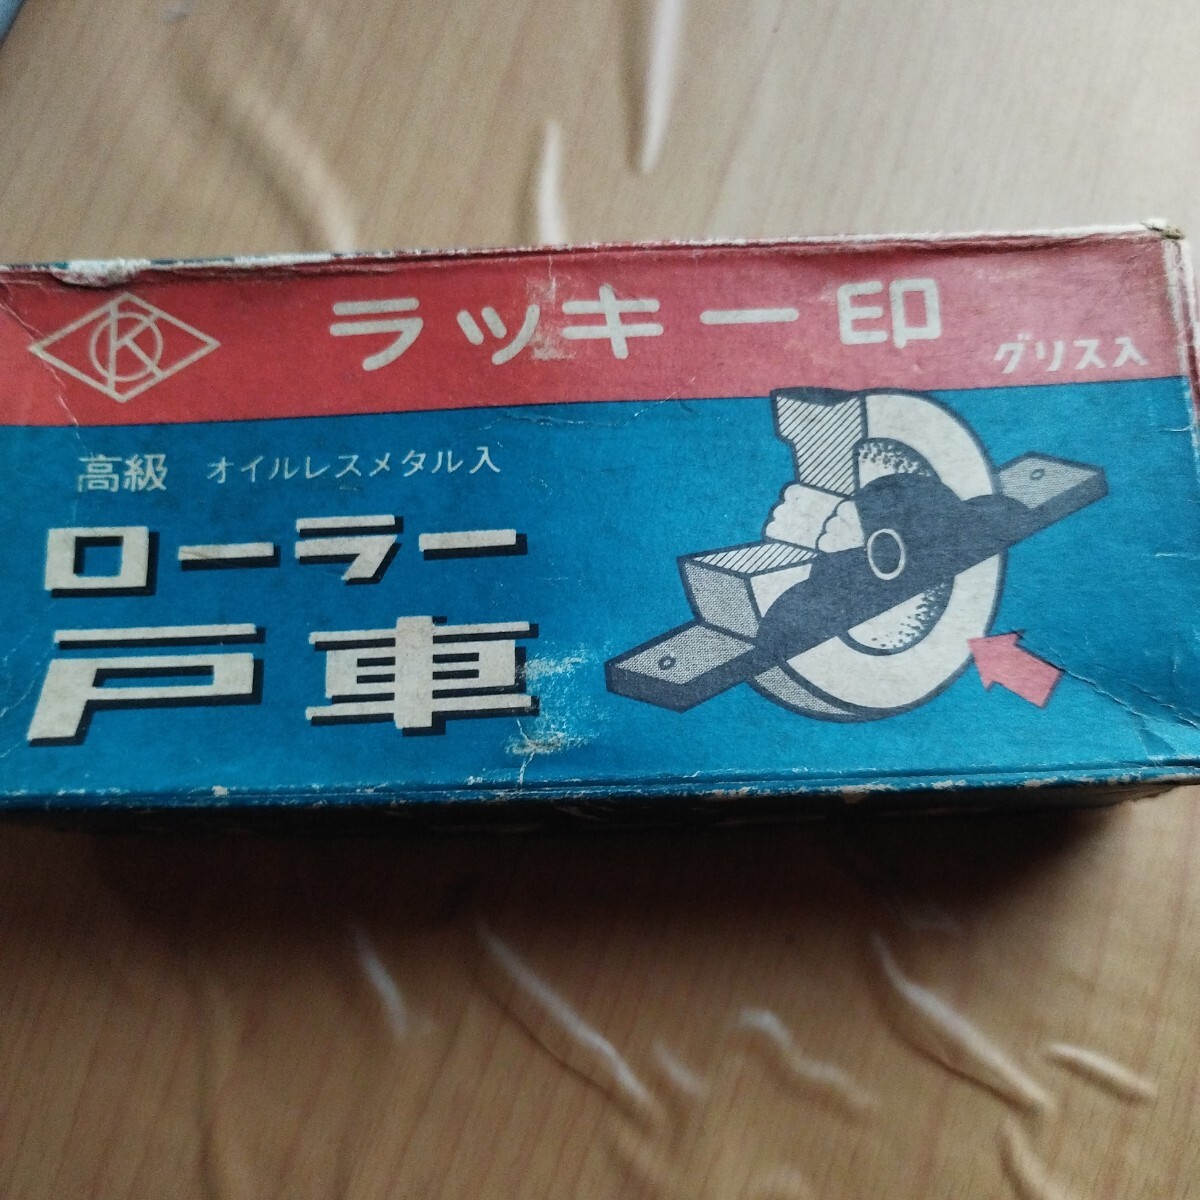 K
ラッキー印
グリス入
高級 オイルレスメタル入
ローラー
戸車